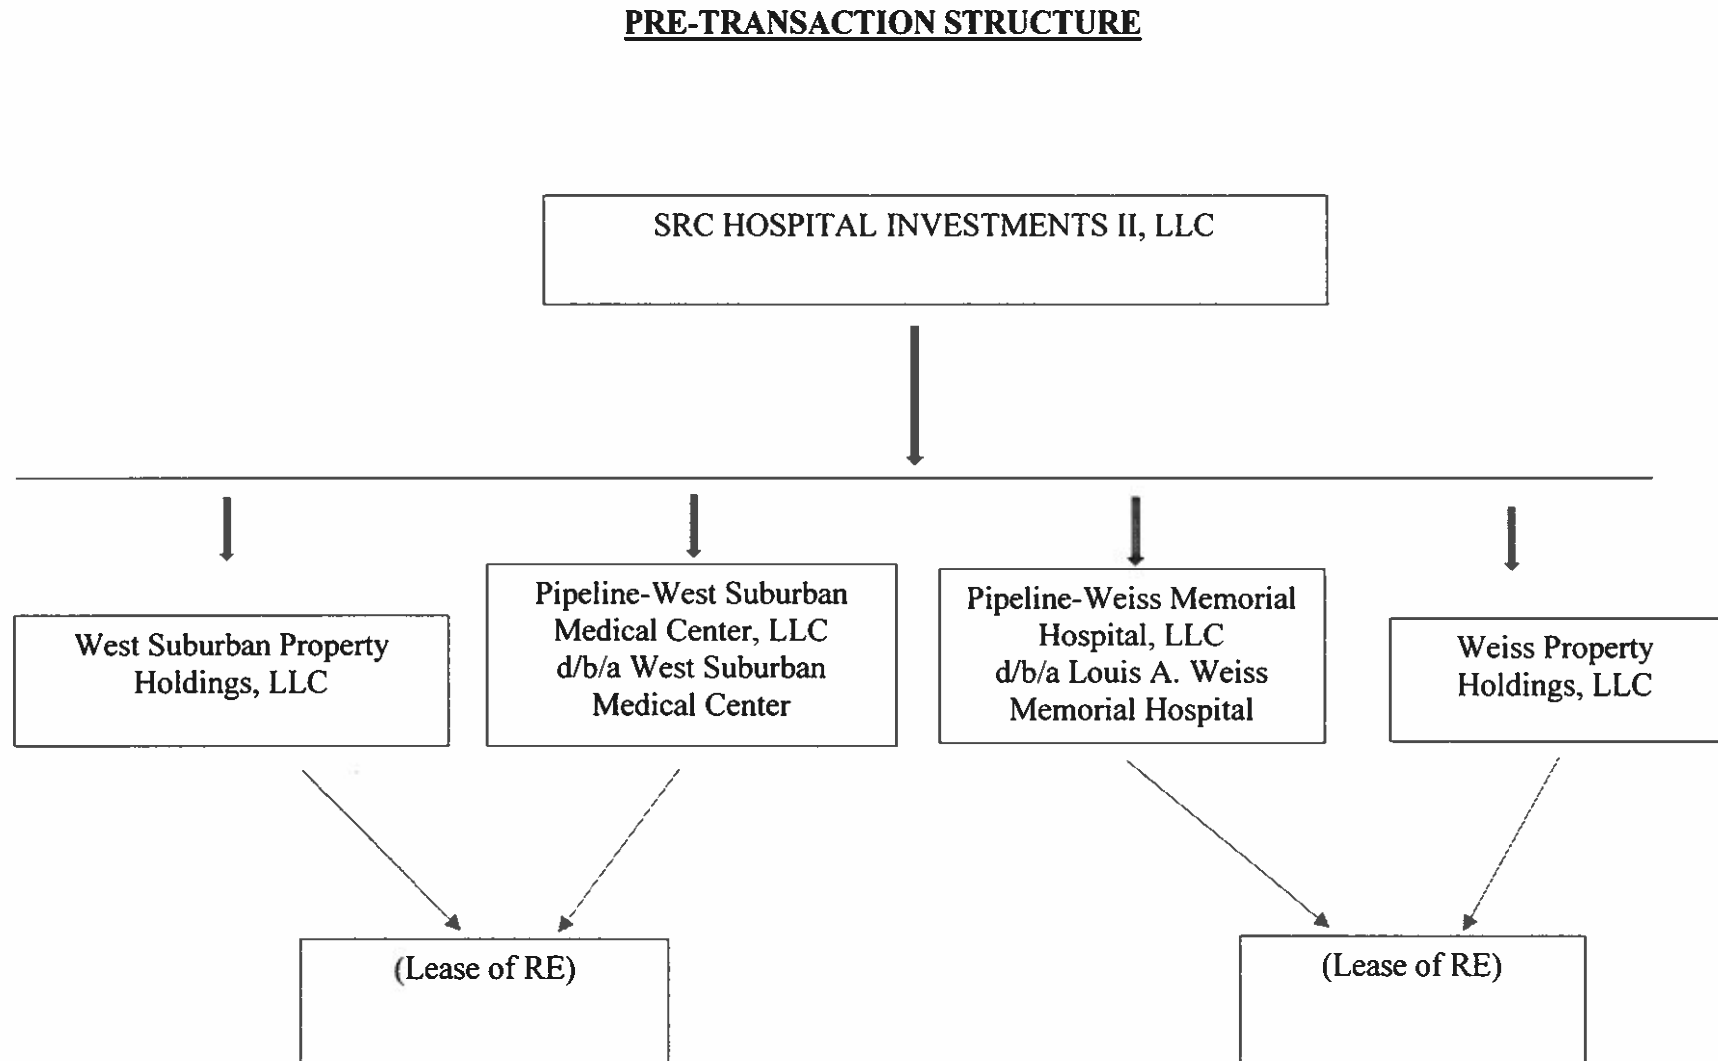 PRE-TRANSACTION STRUCTURE
SRC HOSPITAL INVESTMENTS II, LLC
West Suburban Property
Holdings, LLC
Pipeline-West Suburban
Medical Center, LLC
d/b/a West Suburban
Medical Center
Pipeline-Weiss Memorial
Hospital, LLC
d/b/a Louis A. Weiss
Memorial Hospital
Weiss Property
Holdings, LLC
(Lease of RE)
(Lease of RE)